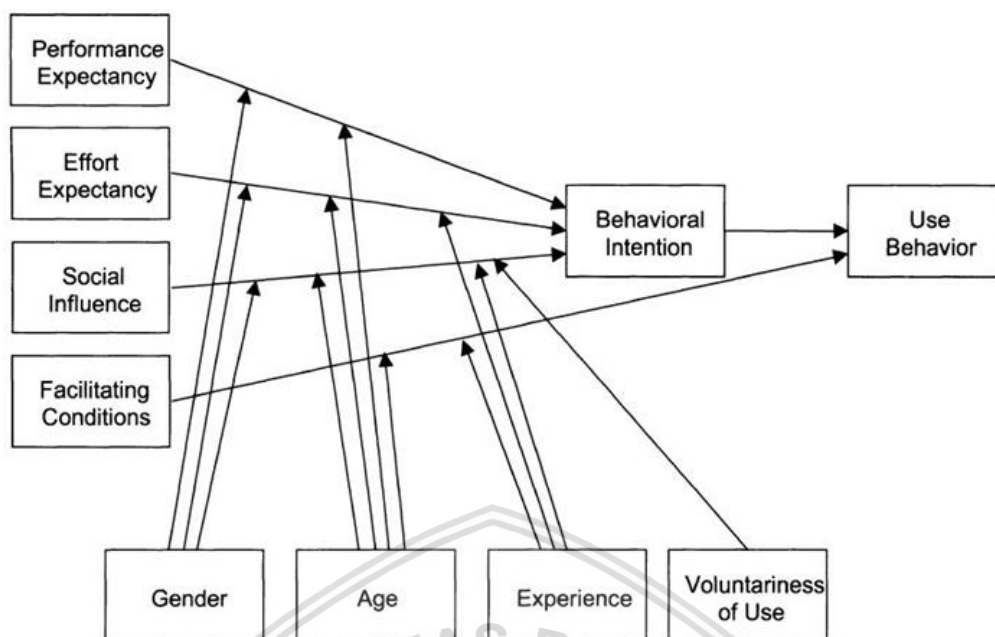 Performance
Expectancy
Effort
Expectancy
Social
Influence
Facilitating
Conditions
Behavioral
Intention
Use
Behavior
Gender
Age
Experience
Voluntariness
of Use